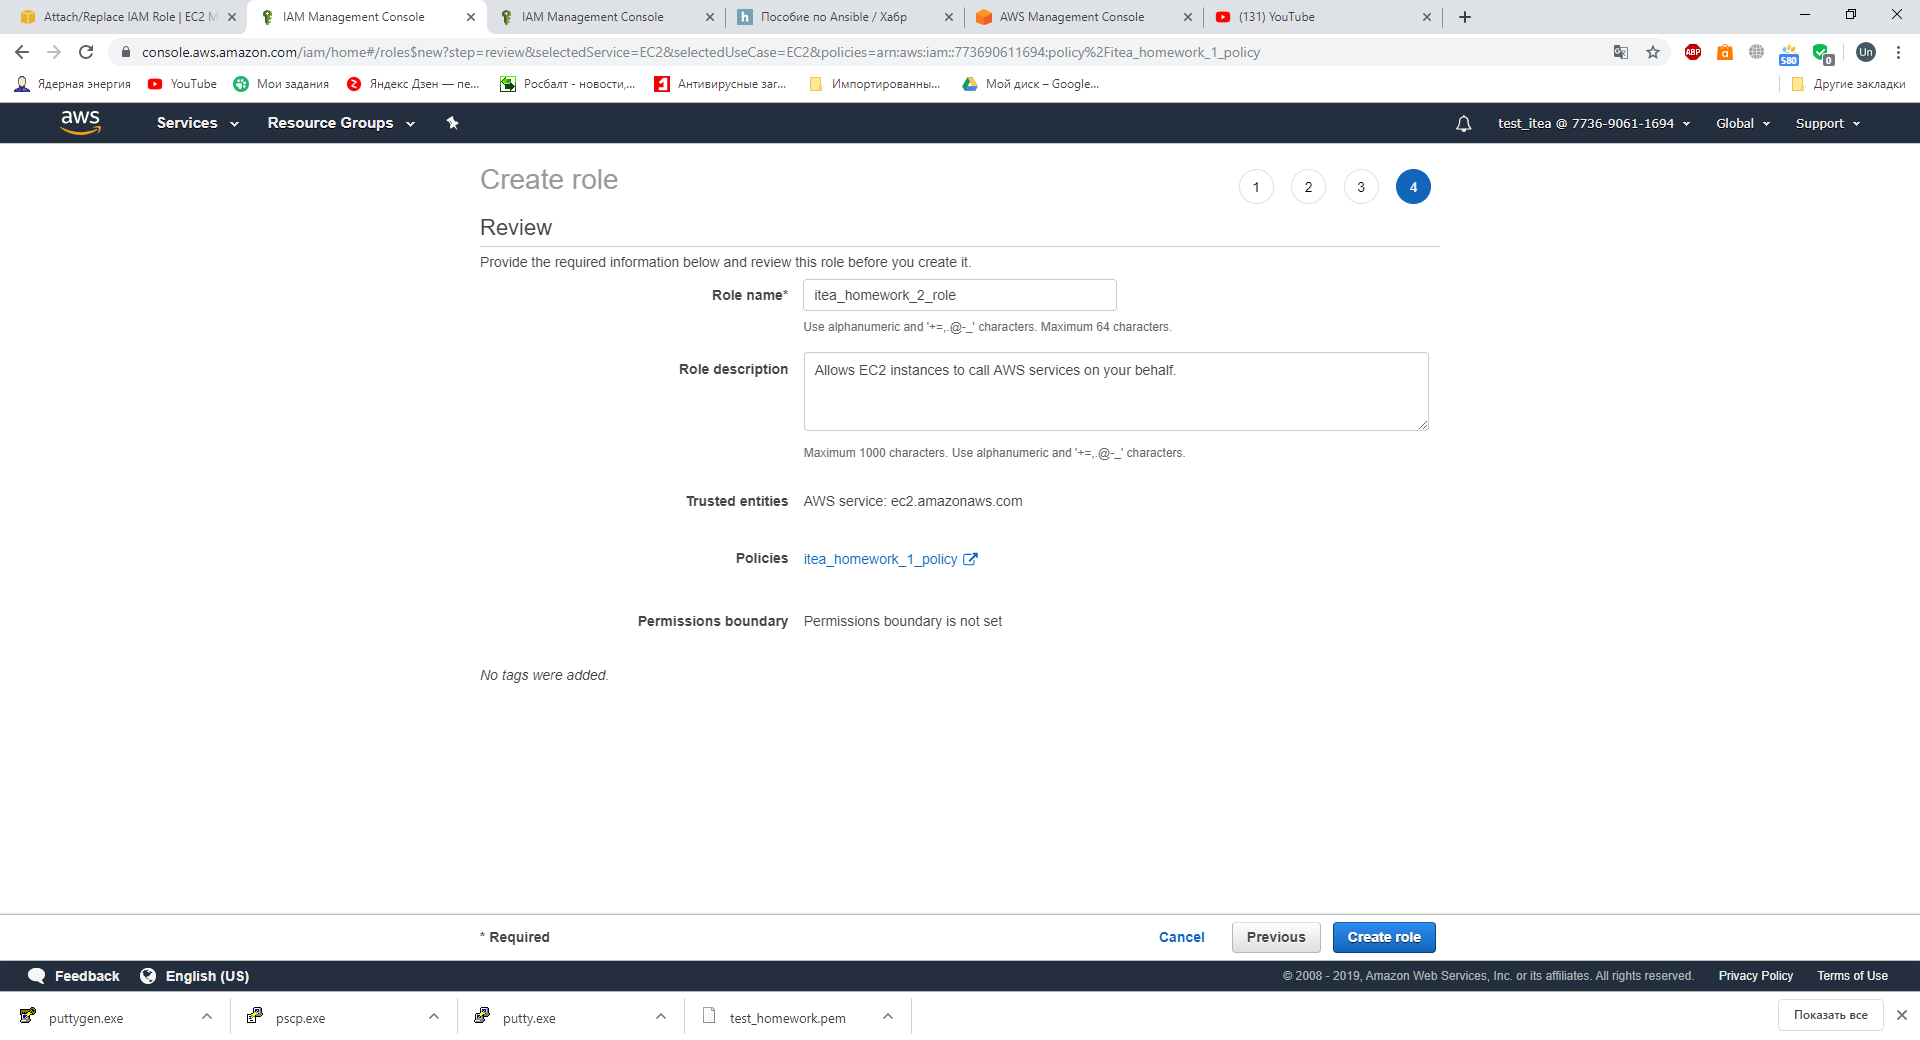 Attach/Replace IAM Role | EC2 M
IAM Management Console
IAM Management Console
Пособие по Ansible / Хабр
AWS Management Console
(131) YouTube
console.aws.amazon.com/iam/home#/roles$new?step=review&selectedService=EC2&selectedUseCase=EC2&policies=arn:aws:iam::773690611694:policy%2Fitea_homework_1_policy
ABP
a
580
0
Un
Ядерная энергия
YouTube
Мои задания
Яндекс Дзен — пе...
Росбалт - новости,...
Антивирусные заг...
Импортированны...
Мой диск – Google...
Другие закладки
aws
Services
Resource Groups
test_itea @ 7736-9061-1694
Global
Support
Create role
1
2
3
4
Review
Provide the required information below and review this role before you create it.
Role name*
itea_homework_2_role
Use alphanumeric and '+=,.@-_' characters. Maximum 64 characters.
Role description
Allows EC2 instances to call AWS services on your behalf.
Maximum 1000 characters. Use alphanumeric and '+=,.@-_' characters.
Trusted entities
AWS service: ec2.amazonaws.com
Policies
itea_homework_1_policy
Permissions boundary
Permissions boundary is not set
No tags were added.
* Required
Cancel
Previous
Create role
Feedback
English (US)
© 2008 - 2019, Amazon Web Services, Inc. or its affiliates. All rights reserved.
Privacy Policy
Terms of Use
puttygen.exe
pscp.exe
putty.exe
test_homework.pem
Показать все